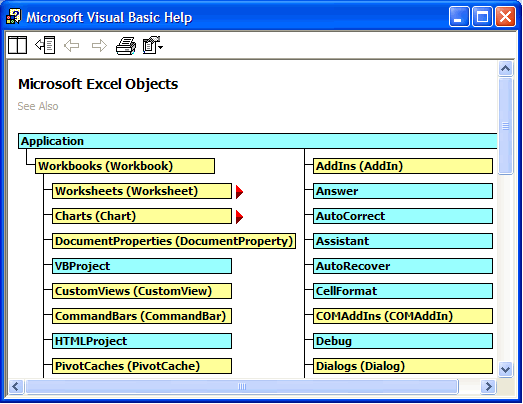 Microsoft Visual Basic Help
Microsoft Excel Objects
See Also
Application
Workbooks (Workbook)
Worksheets (Worksheet)
Charts (Chart)
DocumentProperties (DocumentProperty)
VBProject
CustomViews (CustomView)
CommandBars (CommandBar)
HTMLProject
PivotCaches (PivotCache)
AddIns (AddIn)
Answer
AutoCorrect
Assistant
AutoRecover
CellFormat
COMAddIns (COMAddIn)
Debug
Dialogs (Dialog)